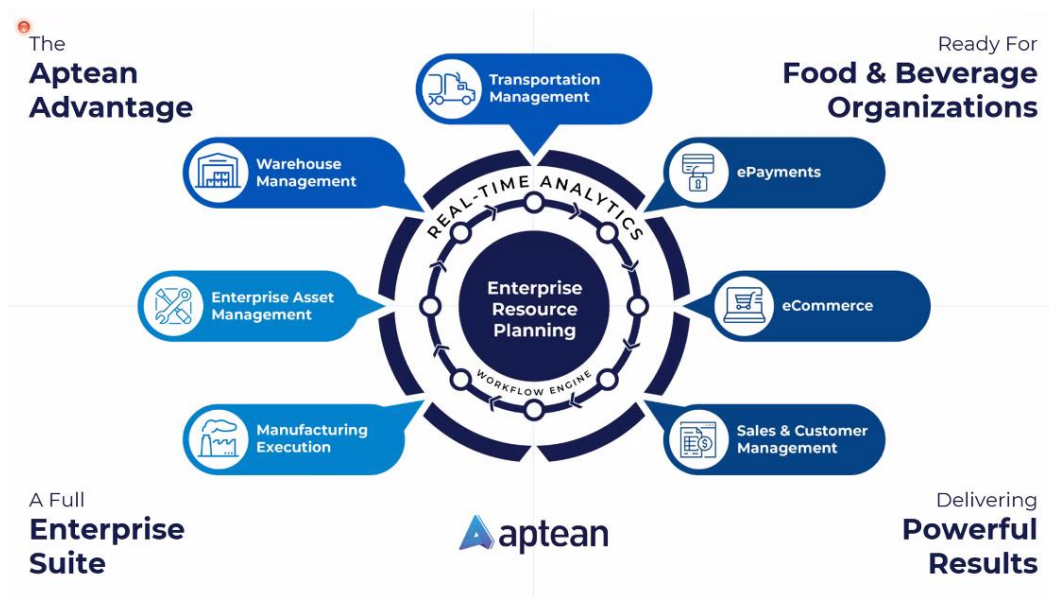 The
Aptean
Advantage
Ready For
Food & Beverage
Organizations
Transportation
Management
Warehouse
Management
ePayments
REAL-TIME ANALYTICS
Enterprise Asset
Management
Enterprise
Resource
Planning
eCommerce
WORKFLOW ENGINE
Manufacturing
Execution
Sales & Customer
Management
A Full
Enterprise
Suite
aptean
Delivering
Powerful
Results